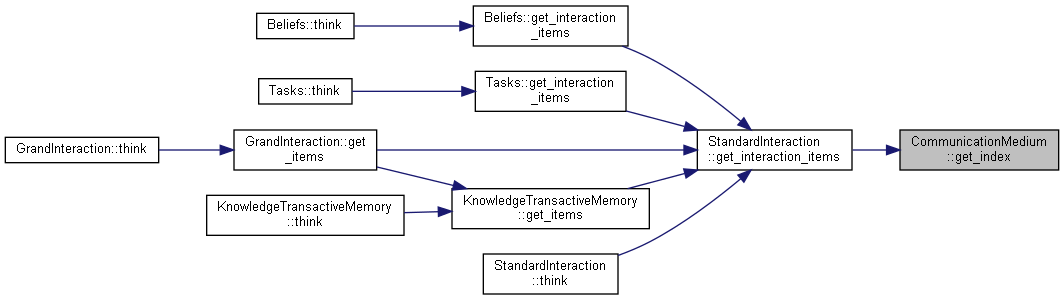 Beliefs::think
Beliefs::get_interaction
_items
Tasks::think
Tasks::get_interaction
_items
GrandInteraction::think
GrandInteraction::get
_items
StandardInteraction
::get_interaction_items
CommunicationMedium
::get_index
KnowledgeTransactiveMemory
::think
KnowledgeTransactiveMemory
::get_items
StandardInteraction
::think